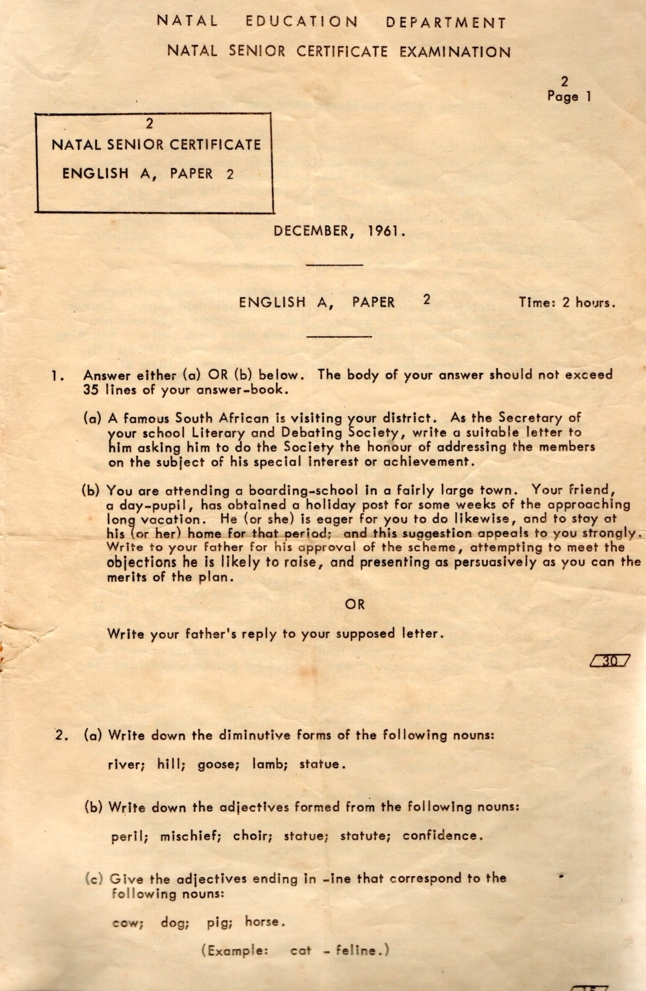 NATAL EDUCATION DEPARTMENT
NATAL SENIOR CERTIFICATE EXAMINATION
2
Page 1
2
NATAL SENIOR CERTIFICATE
ENGLISH A, PAPER 2
DECEMBER, 1961.
ENGLISH A, PAPER 2 Time: 2 hours.
1. Answer either (a) OR (b) below. The body of your answer should not exceed
35 lines of your answer-book.
(a) A famous South African is visiting your district. As the Secretary of
your school Literary and Debating Society, write a suitable letter to
him asking him to do the Society the honour of addressing the members
on the subject of his special interest or achievement.
(b) You are attending a boarding-school in a fairly large town. Your friend,
a day-pupil, has obtained a holiday post for some weeks of the approaching
long vacation. He (or she) is eager for you to do likewise, and to stay at
his (or her) home for that period; and this suggestion appeals to you strongly.
Write to your father for his approval of the scheme, attempting to meet the
objections he is likely to raise, and presenting as persuasively as you can the
merits of the plan.
OR
Write your father's reply to your supposed letter.
30
2. (a) Write down the diminutive forms of the following nouns:
river; hill; goose; lamb; statue.
(b) Write down the adjectives formed from the following nouns:
peril; mischief; choir; statue; statute; confidence.
(c) Give the adjectives ending in -ine that correspond to the
following nouns:
cow; dog; pig; horse.
(Example: cat - feline.)